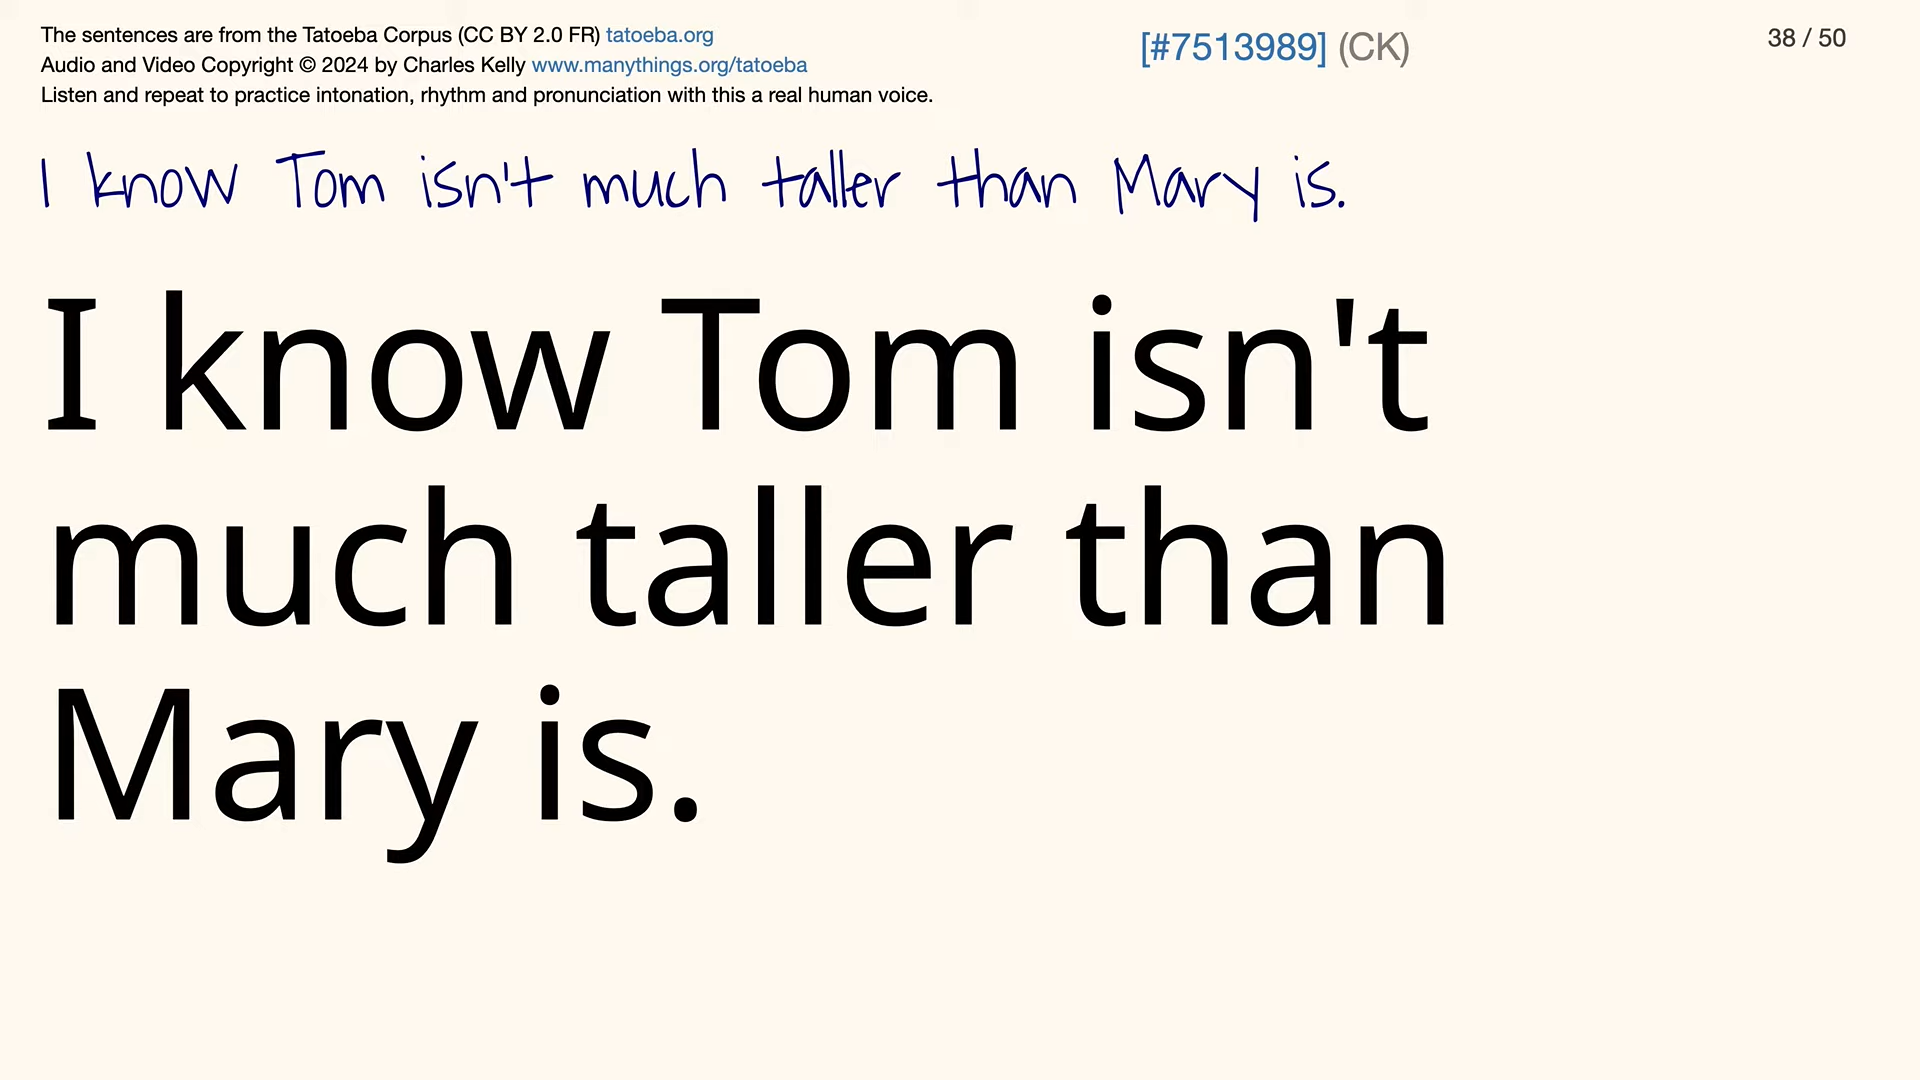 The sentences are from the Tatoeba Corpus (CC BY 2.0 FR) tatoeba.org
Audio and Video Copyright © 2024 by Charles Kelly www.manythings.org/tatoeba
Listen and repeat to practice intonation, rhythm and pronunciation with this a real human voice.
[#7513989] (CK)
38 / 50
I know Tom isn't much taller than Mary is.
I know Tom isn't
much taller than
Mary is.